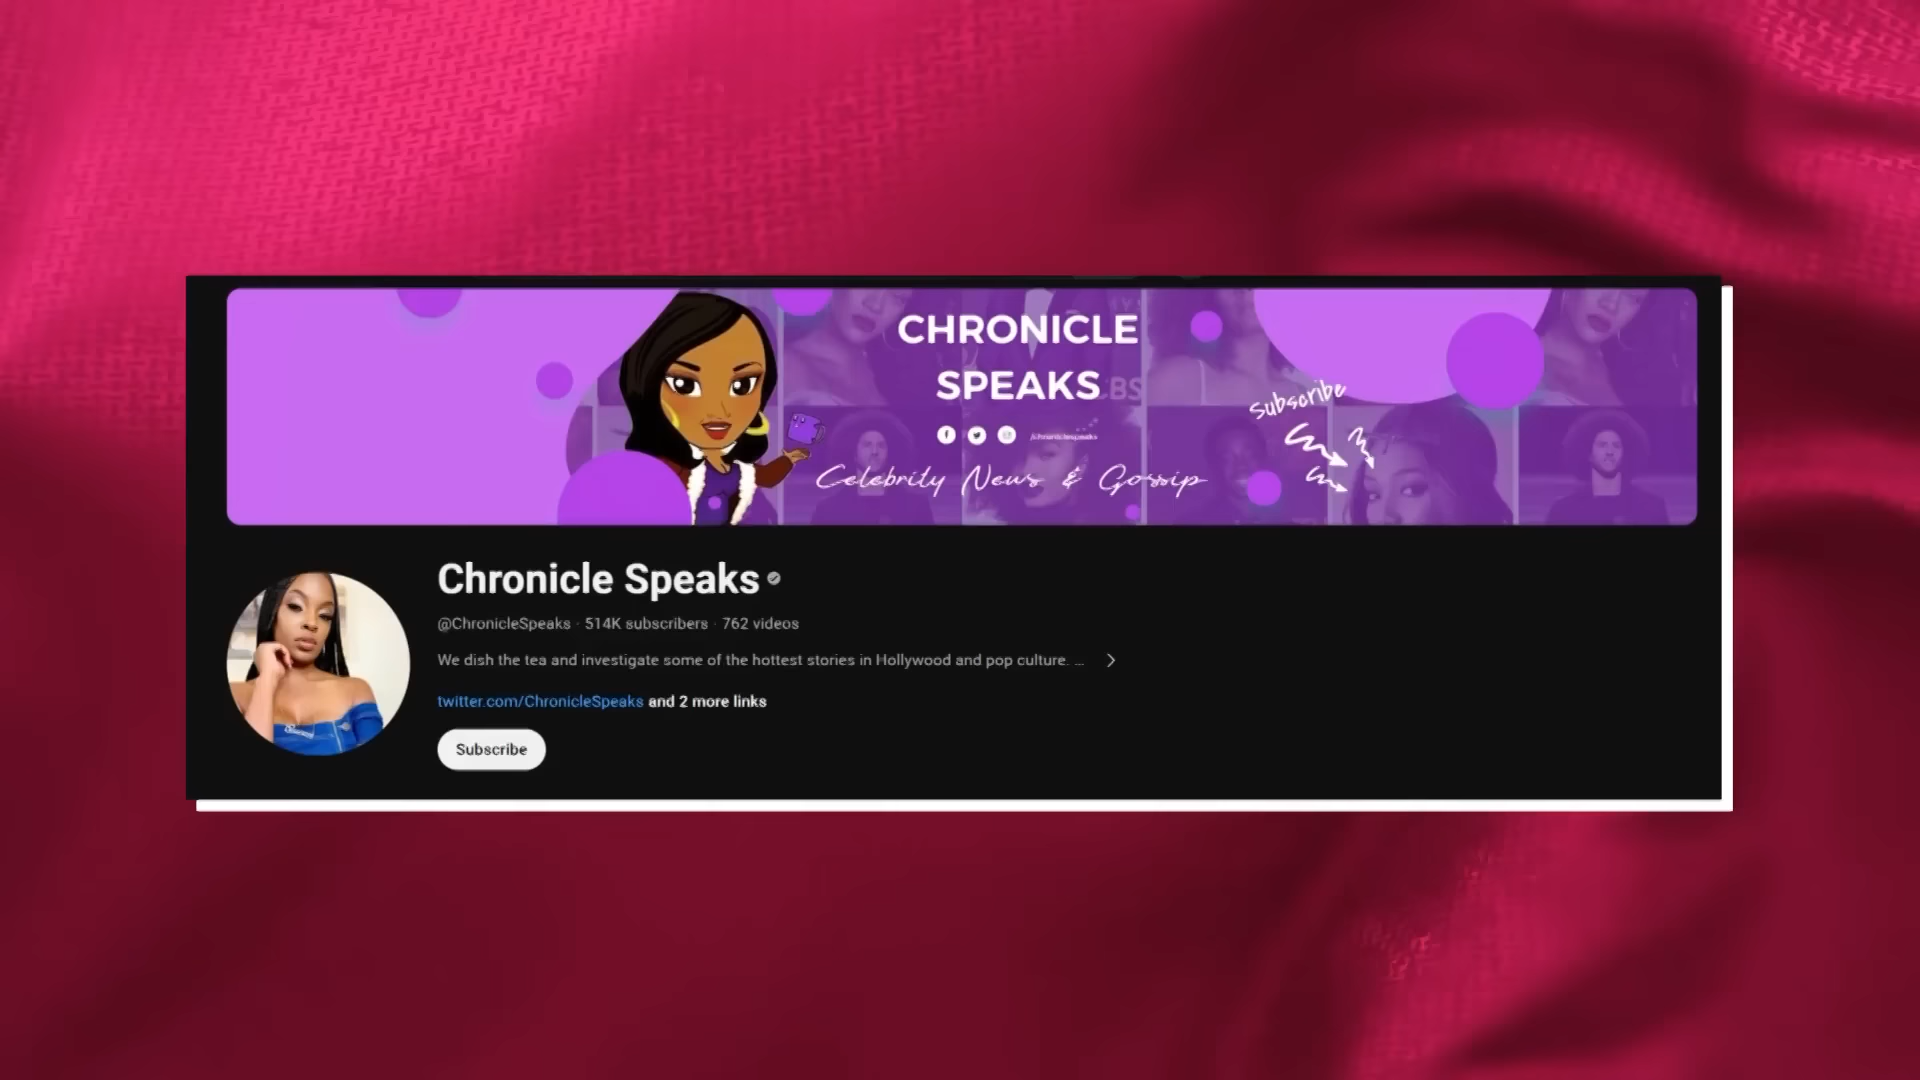 CHRONICLE
SPEAKS
Subscribe
Celebrity News & Gossip
Chronicle Speaks
@ChronicleSpeaks · 514K subscribers · 762 videos
We dish the tea and investigate some of the hottest stories in Hollywood and pop culture. ...
twitter.com/ChronicleSpeaks and 2 more links
Subscribe